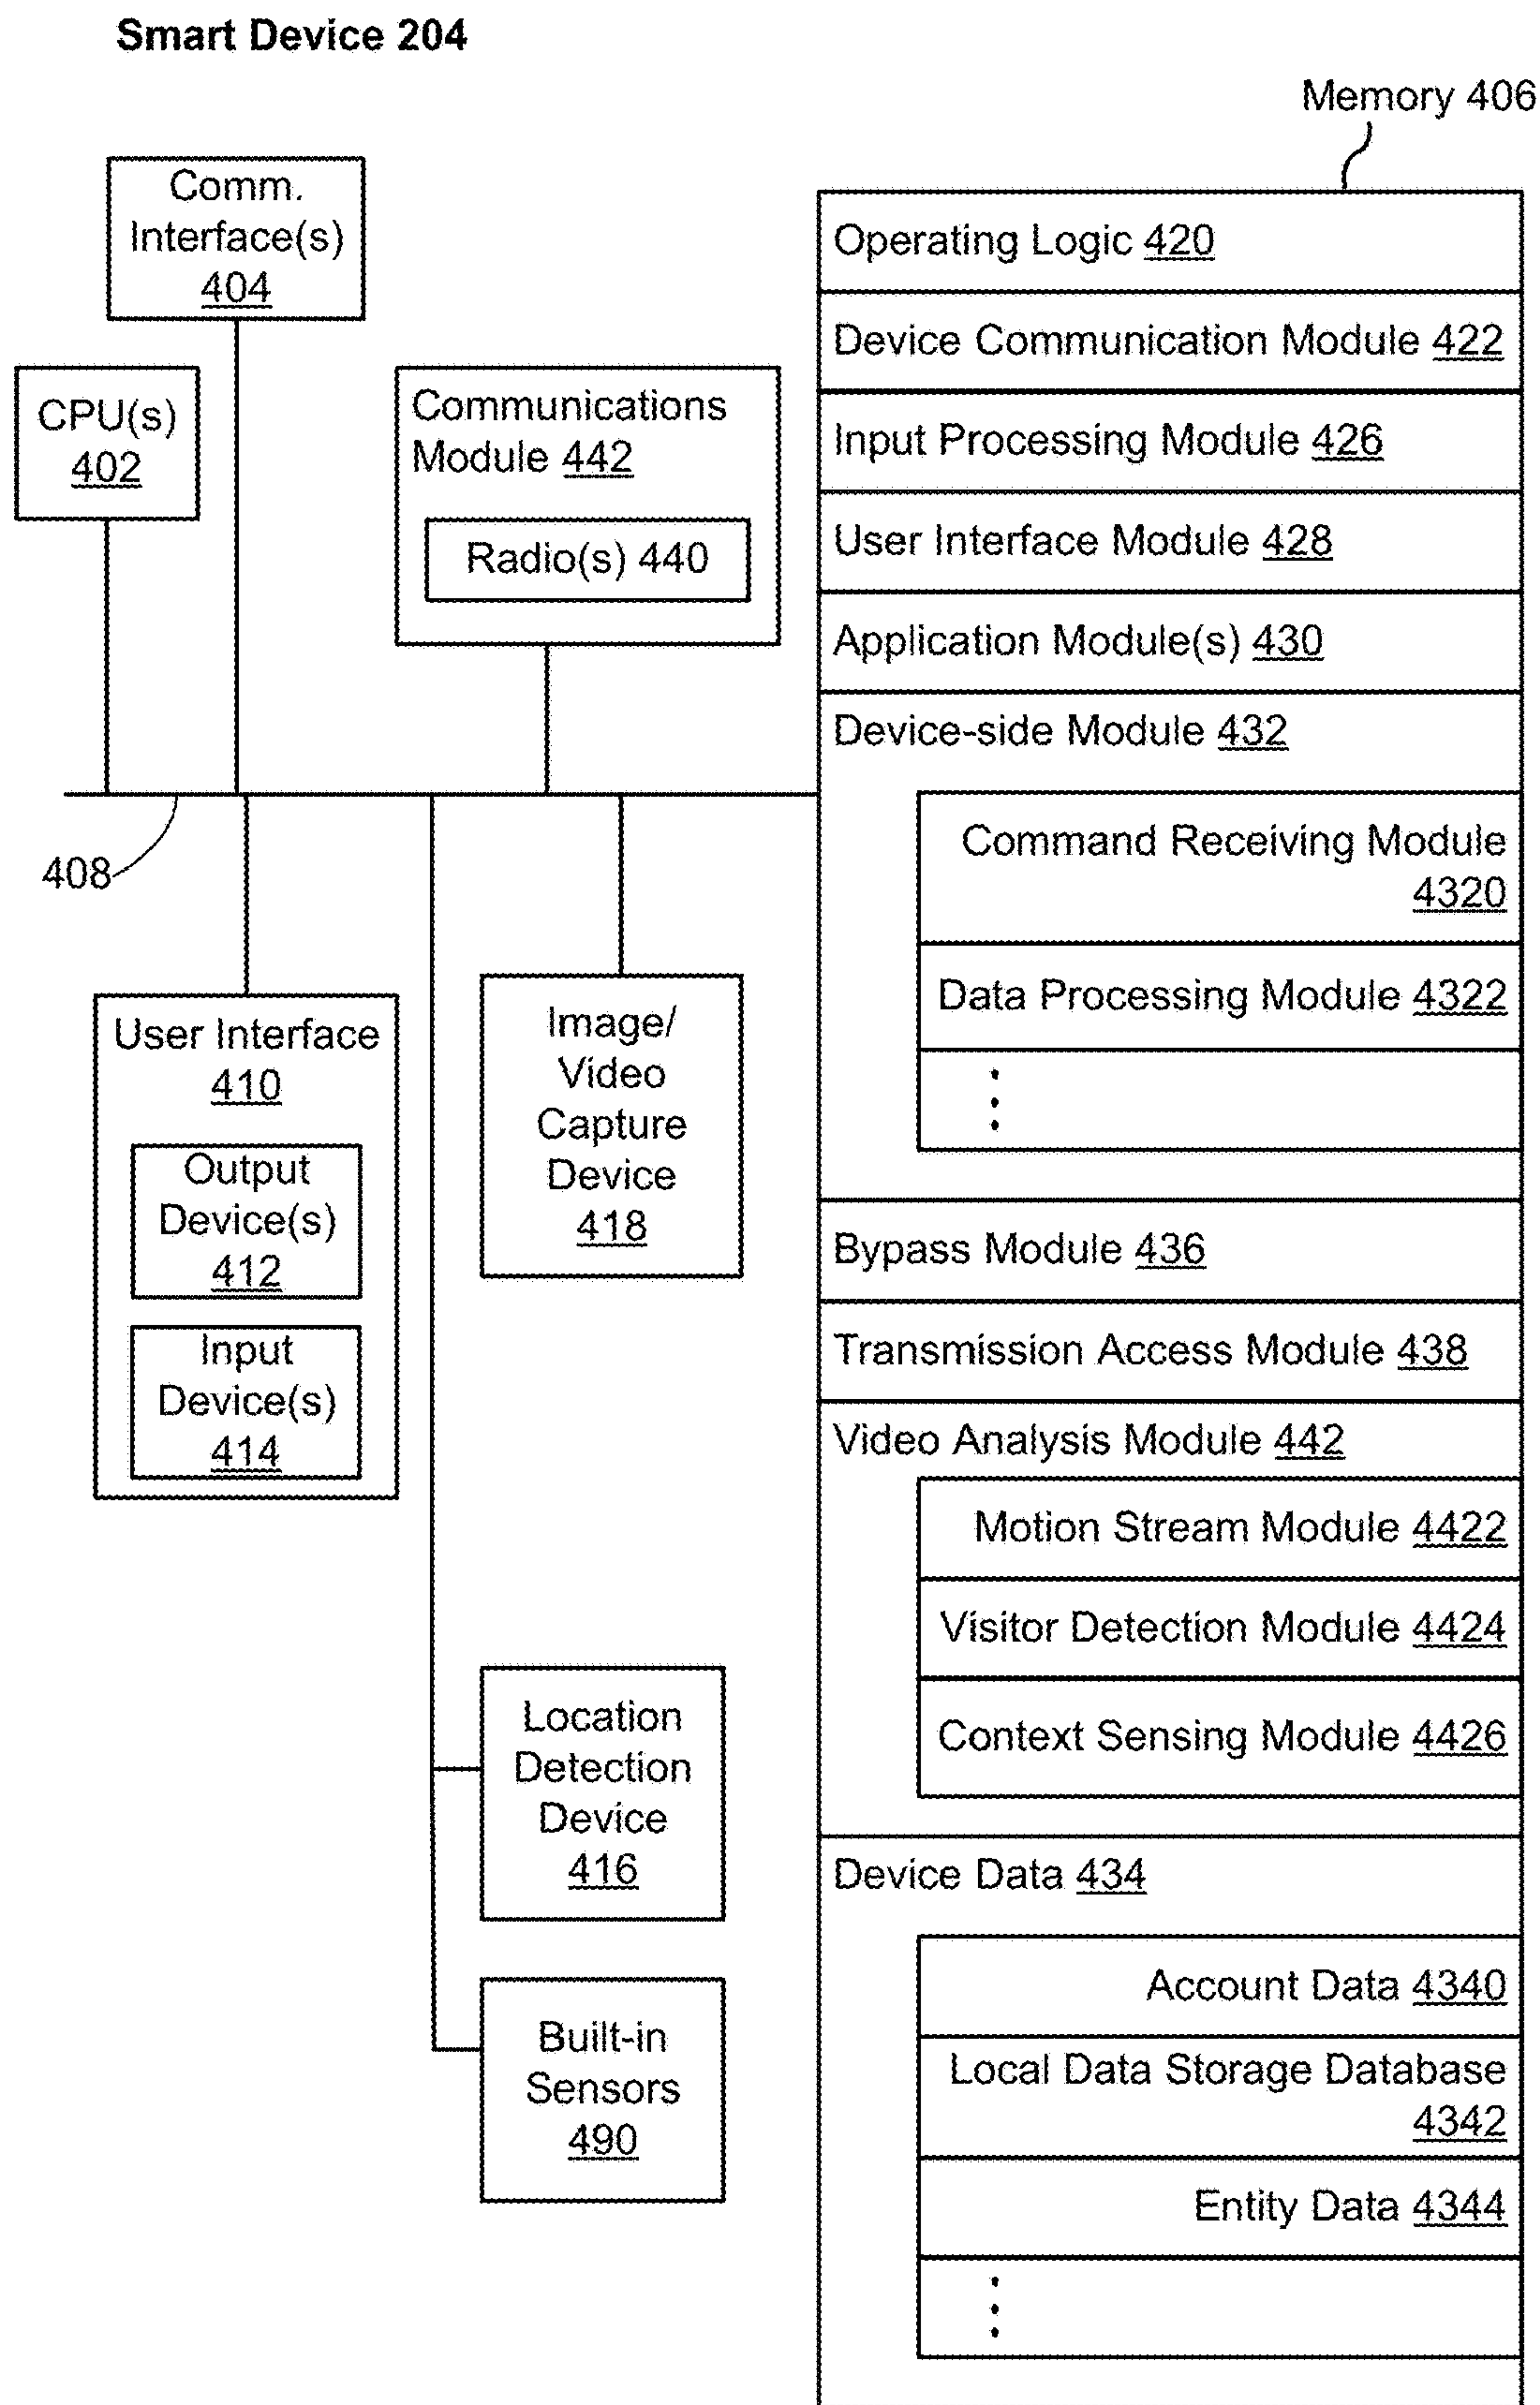 Smart Device 204
Memory 406
Comm.
Interface(s)
404
CPU(s)
402
Communications
Module 442
Radio(s) 440
408
User Interface
410
Output
Device(s)
412
Input
Device(s)
414
Image/
Video
Capture
Device
418
Location
Detection
Device
416
Built-in
Sensors
490
Operating Logic 420
Device Communication Module 422
Input Processing Module 426
User Interface Module 428
Application Module(s) 430
Device-side Module 432
Command Receiving Module
4320
Data Processing Module 4322
Bypass Module 436
Transmission Access Module 438
Video Analysis Module 442
Motion Stream Module 4422
Visitor Detection Module 4424
Context Sensing Module 4426
Device Data 434
Account Data 4340
Local Data Storage Database
4342
Entity Data 4344